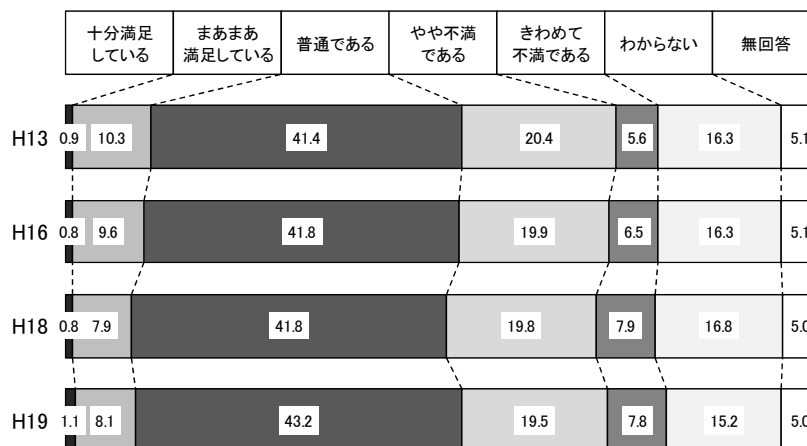 十分満足
している
まあまあ
満足している
普通である
やや不満
である
きわめて
不満である
わからない
無回答
H13 0.9 10.3 41.4 20.4 5.6 16.3 5.1
H16 0.8 9.6 41.8 19.9 6.5 16.3 5.1
H18 0.8 7.9 41.8 19.8 7.9 16.8 5.0
H19 1.1 8.1 43.2 19.5 7.8 15.2 5.0